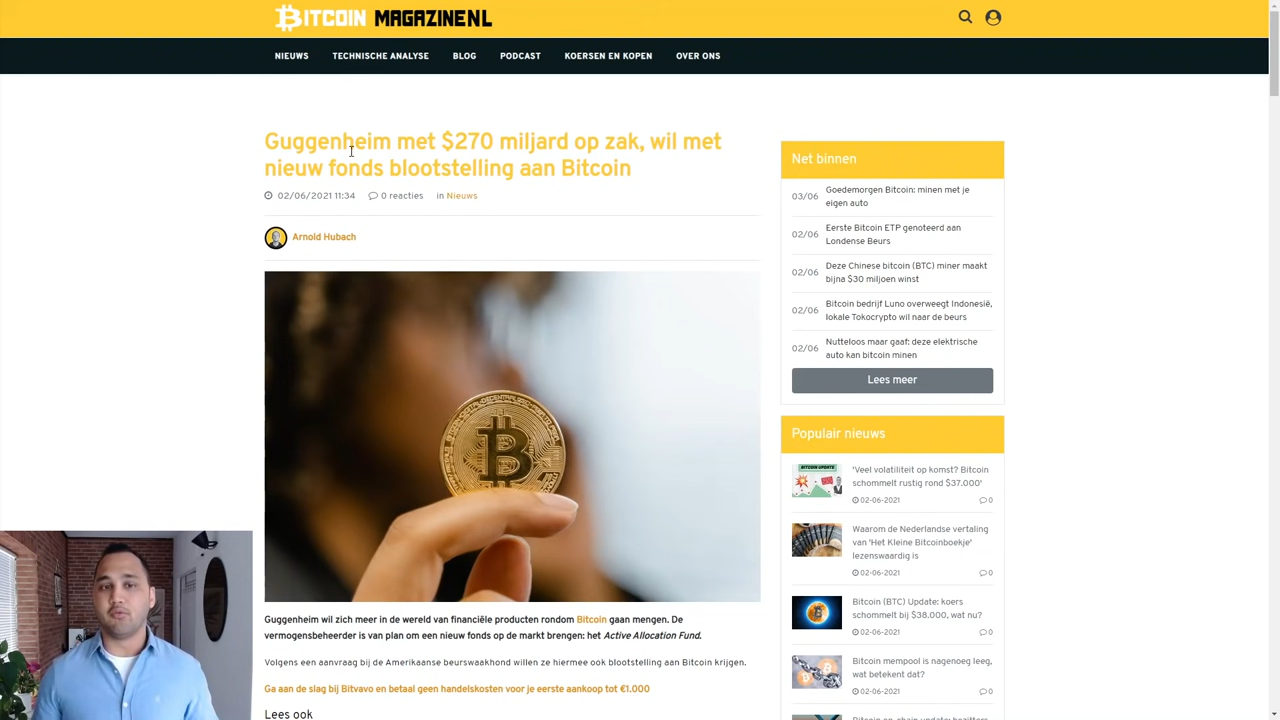 BITCOIN MAGAZINENL
NIEUWS TECHNISCHE ANALYSE BLOG PODCAST KOERSEN EN KOPEN OVER ONS
Guggenheim met $270 miljard op zak, wil met
nieuw fonds blootstelling aan Bitcoin
02/06/2021 11:34 0 reacties in Nieuws
Arnold Hubach
Guggenheim wil zich meer in de wereld van financiële producten rondom Bitcoin gaan mengen. De
vermogensbeheerder is van plan om een nieuw fonds op de markt brengen: het Active Allocation Fund.
Volgens een aanvraag bij de Amerikaanse beurswaakhond willen ze hiermee ook blootstelling aan Bitcoin krijgen.
Ga aan de slag bij Bitvavo en betaal geen handelskosten voor je eerste aankoop tot €1.000
Lees ook
Net binnen
03/06 Goedemorgen Bitcoin: minen met je
eigen auto
02/06 Eerste Bitcoin ETP genoteerd aan
Londense Beurs
02/06 Deze Chinese bitcoin (BTC) miner maakt
bijna $30 miljoen winst
02/06 Bitcoin bedrijf Luno overweegt Indonesië,
lokale Tokocrypto wil naar de beurs
02/06 Nutteloos maar gaaf: deze elektrische
auto kan bitcoin minen
Lees meer
Populair nieuws
BITCOIN UPDATE
'Veel volatiliteit op komst? Bitcoin
schommelt rustig rond $37.000'
02-06-2021 0
Waarom de Nederlandse vertaling
van 'Het Kleine Bitcoinboekje'
lezenswaardig is
02-06-2021 0
Bitcoin (BTC) Update: koers
schommelt bij $38.000, wat nu?
02-06-2021 0
Bitcoin mempool is nagenoeg leeg,
wat betekent dat?
02-06-2021 0
Bitcoin on-chain update: bezitters